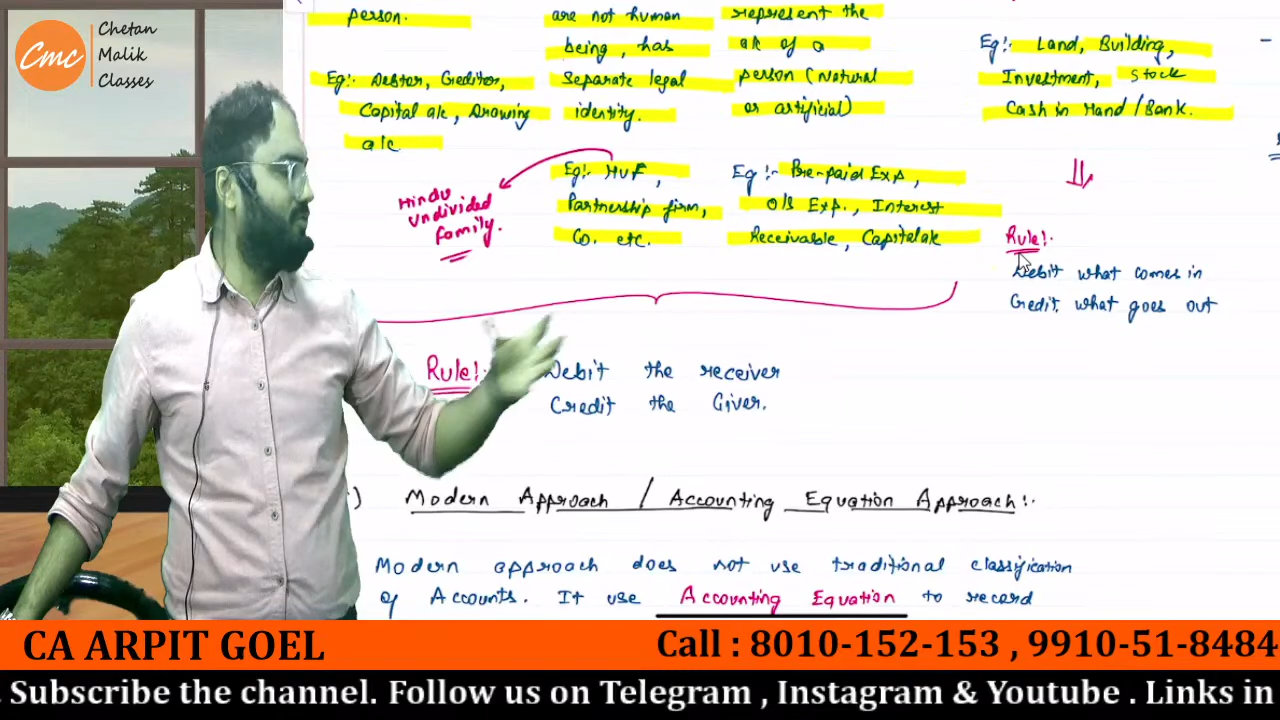 Chetan
Malik
Classes
cmc
person.
Eg:- Debtor, Creditor,
Capital a/c, Drawing
a/c
are not human
being, has
separate legal
identity.
Eg:- HUF,
Partnership firm,
Co. etc.
Hindu
Undivided
family.
represent the
a/c of a
person (Natural
or artificial)
Eg:- Pre-paid Exp,
o/s Exp., Interest
Receivable, Capital a/c
Eg:- Land, Building,
Investment, stock
Cash in Hand/Bank.
Rule:-
Debit what comes in
Credit what goes out
Rule:-
Debit the receiver
Credit the Giver.
) Modern Approach / Accounting Equation Approach:-
Modern approach does not use traditional classification
of Accounts. It use Accounting Equation to record
CA ARPIT GOEL
Call : 8010-152-153 , 9910-51-8484
. Subscribe the channel. Follow us on Telegram , Instagram & Youtube . Links in